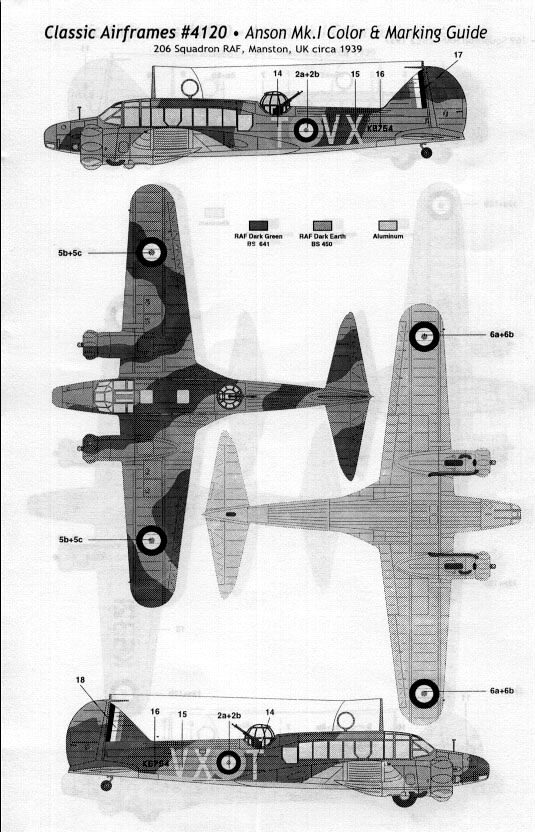 Classic Airframes #4120 • Anson Mk.I Color & Marking Guide
206 Squadron RAF, Manston, UK circa 1939
17
14 2a+2b 15 16
T VX K8754
RAF Dark Green BS 641
RAF Dark Earth BS 450
Aluminum
5b+5c
6a+6b
5b+5c
6a+6b
18
16 15 2a+2b 14
K8754 VX T